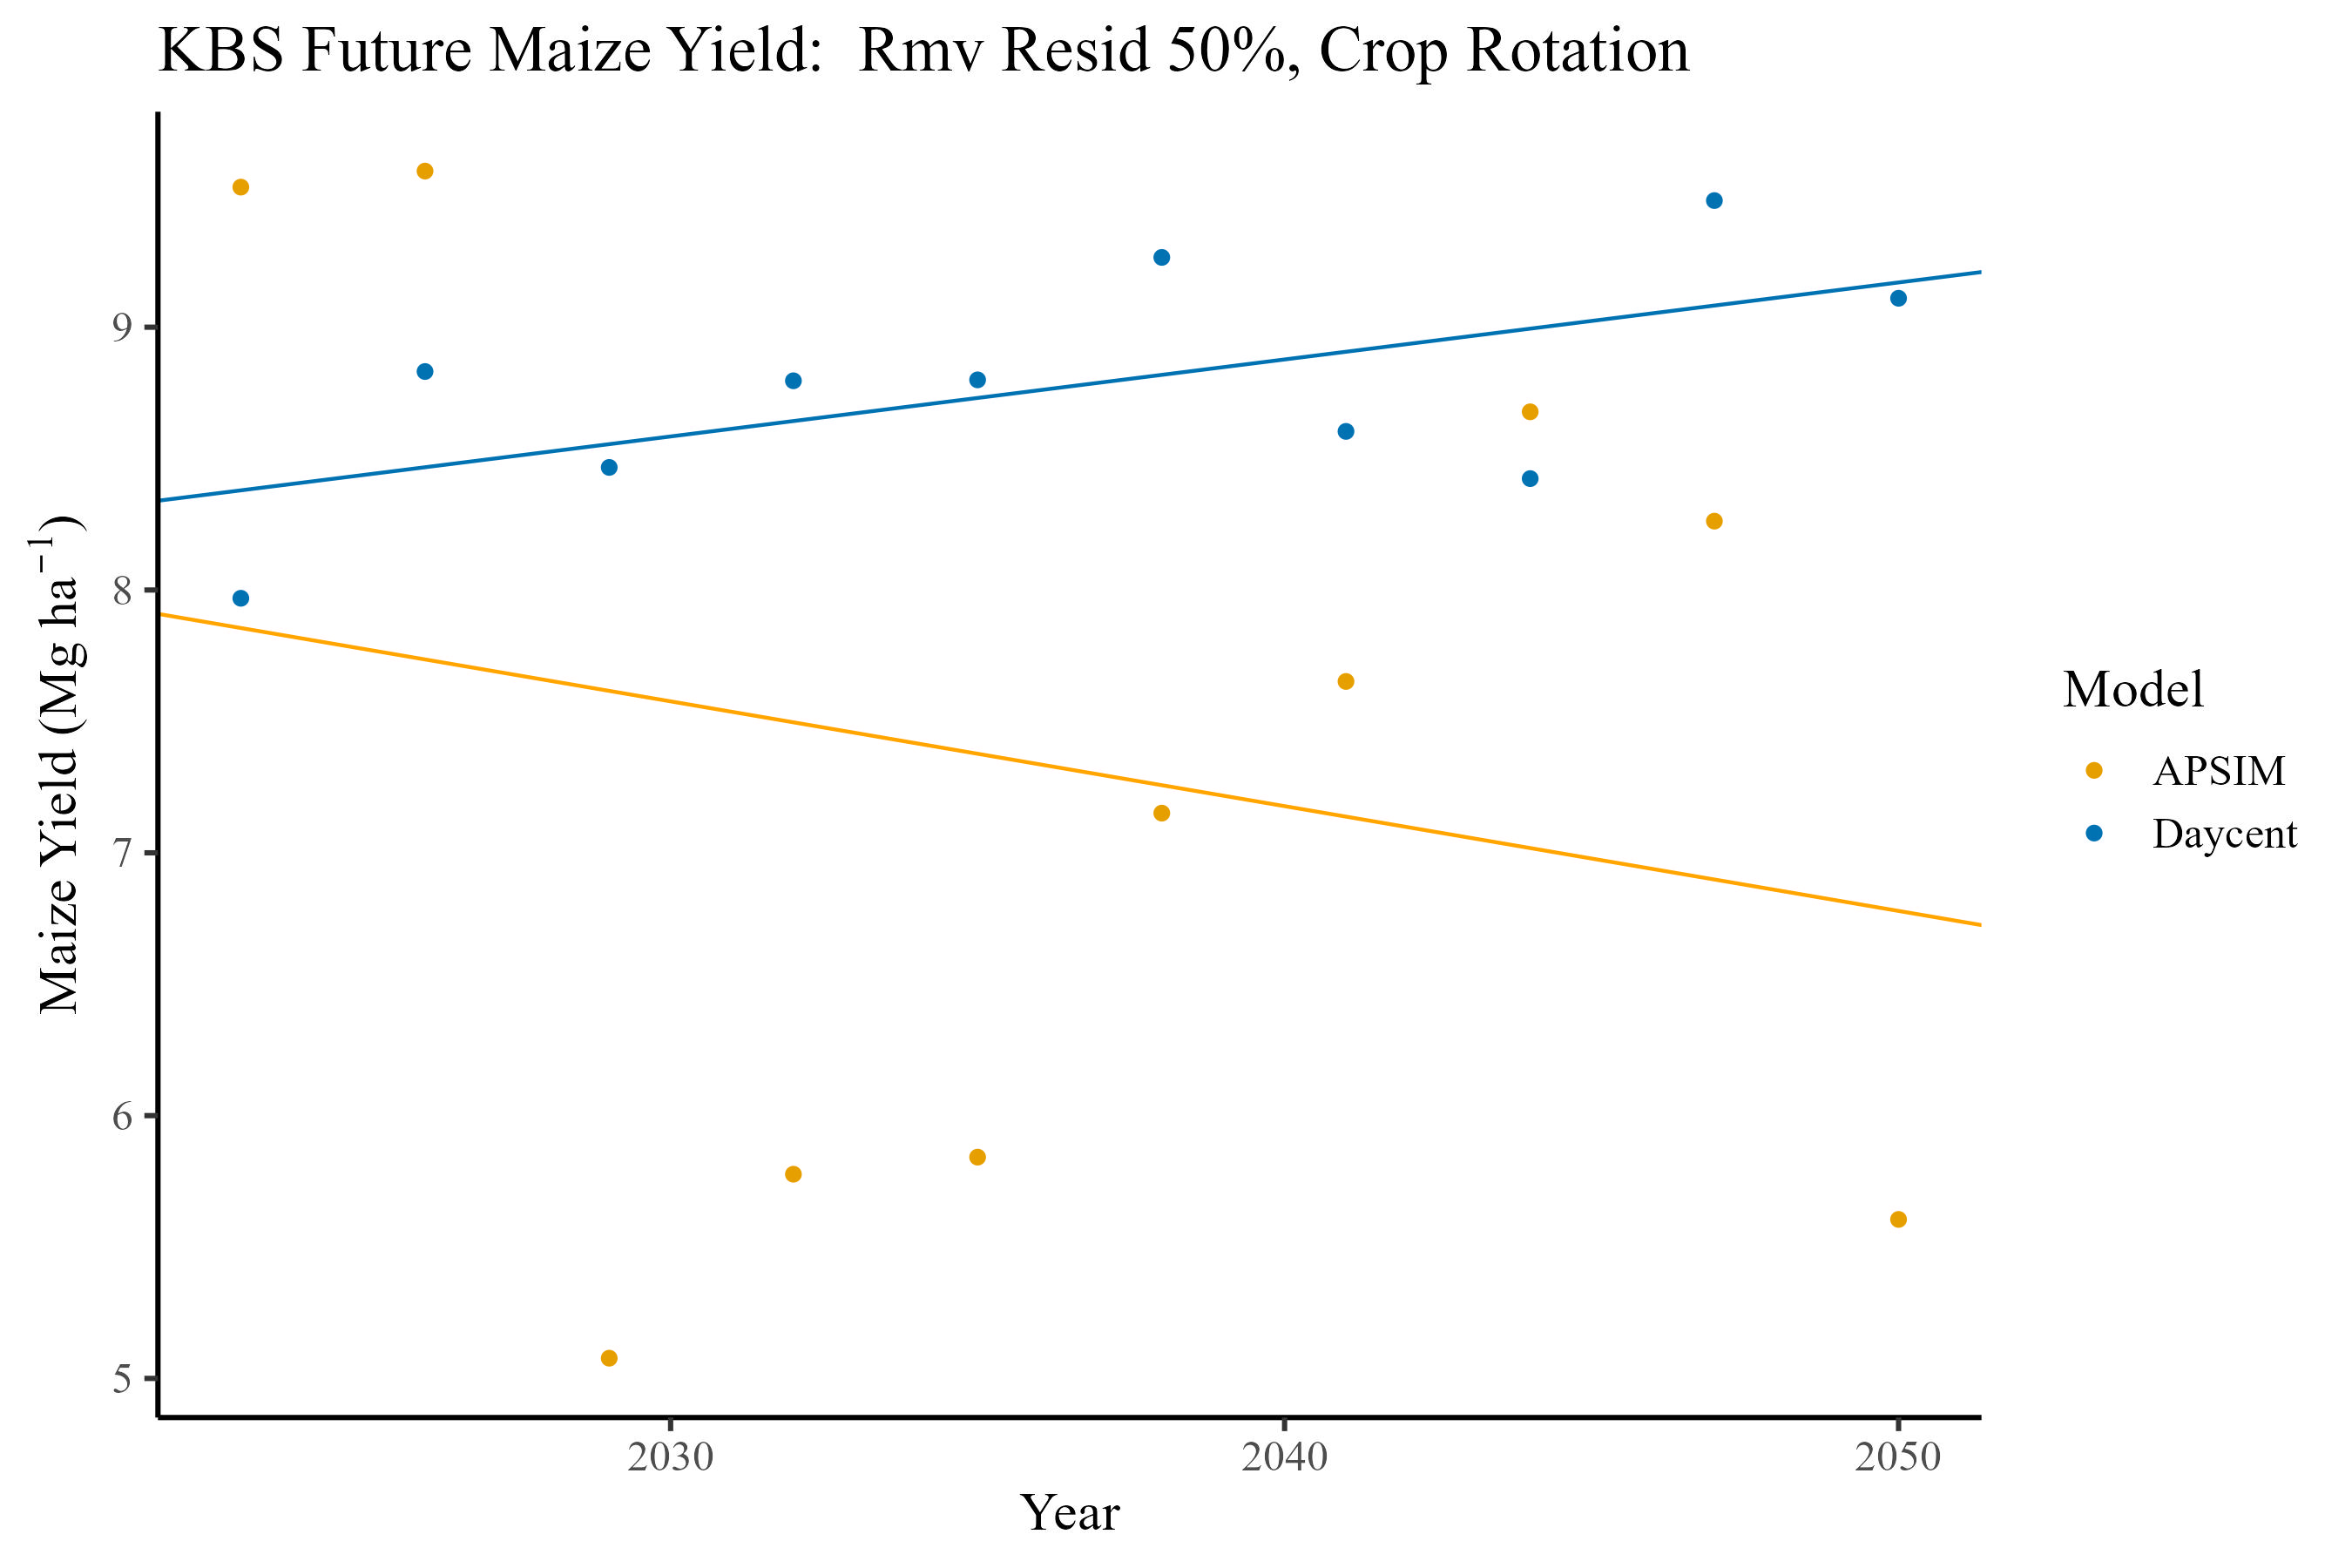 KBS Future Maize Yield:  Rmv Resid 50%, Crop Rotation
Maize Yield (Mg ha⁻¹)
9
8
7
6
5
2030 2040 2050
Year
Model
APSIM
Daycent